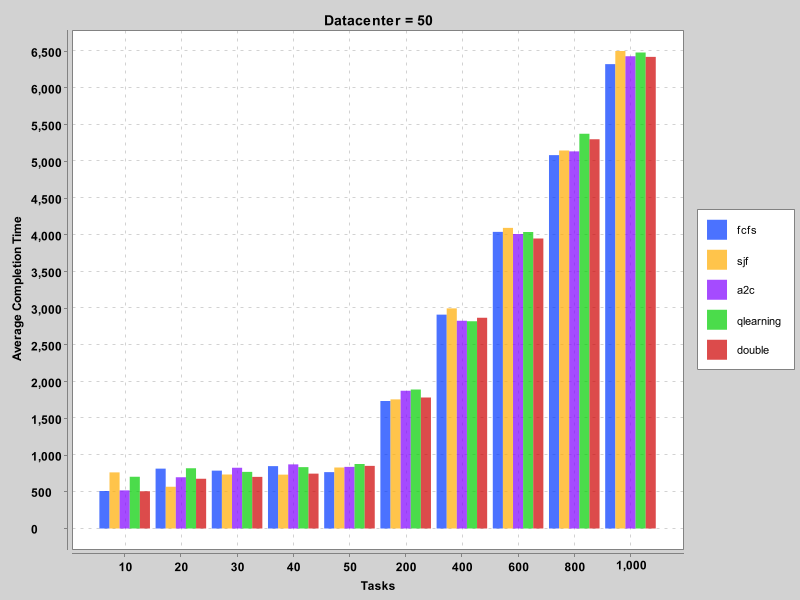 Datacenter = 50
Average Completion Time
6,500
6,000
5,500
5,000
4,500
4,000
3,500
3,000
2,500
2,000
1,500
1,000
500
0
10 20 30 40 50 200 400 600 800 1,000
Tasks
fcfs
sjf
a2c
qlearning
double